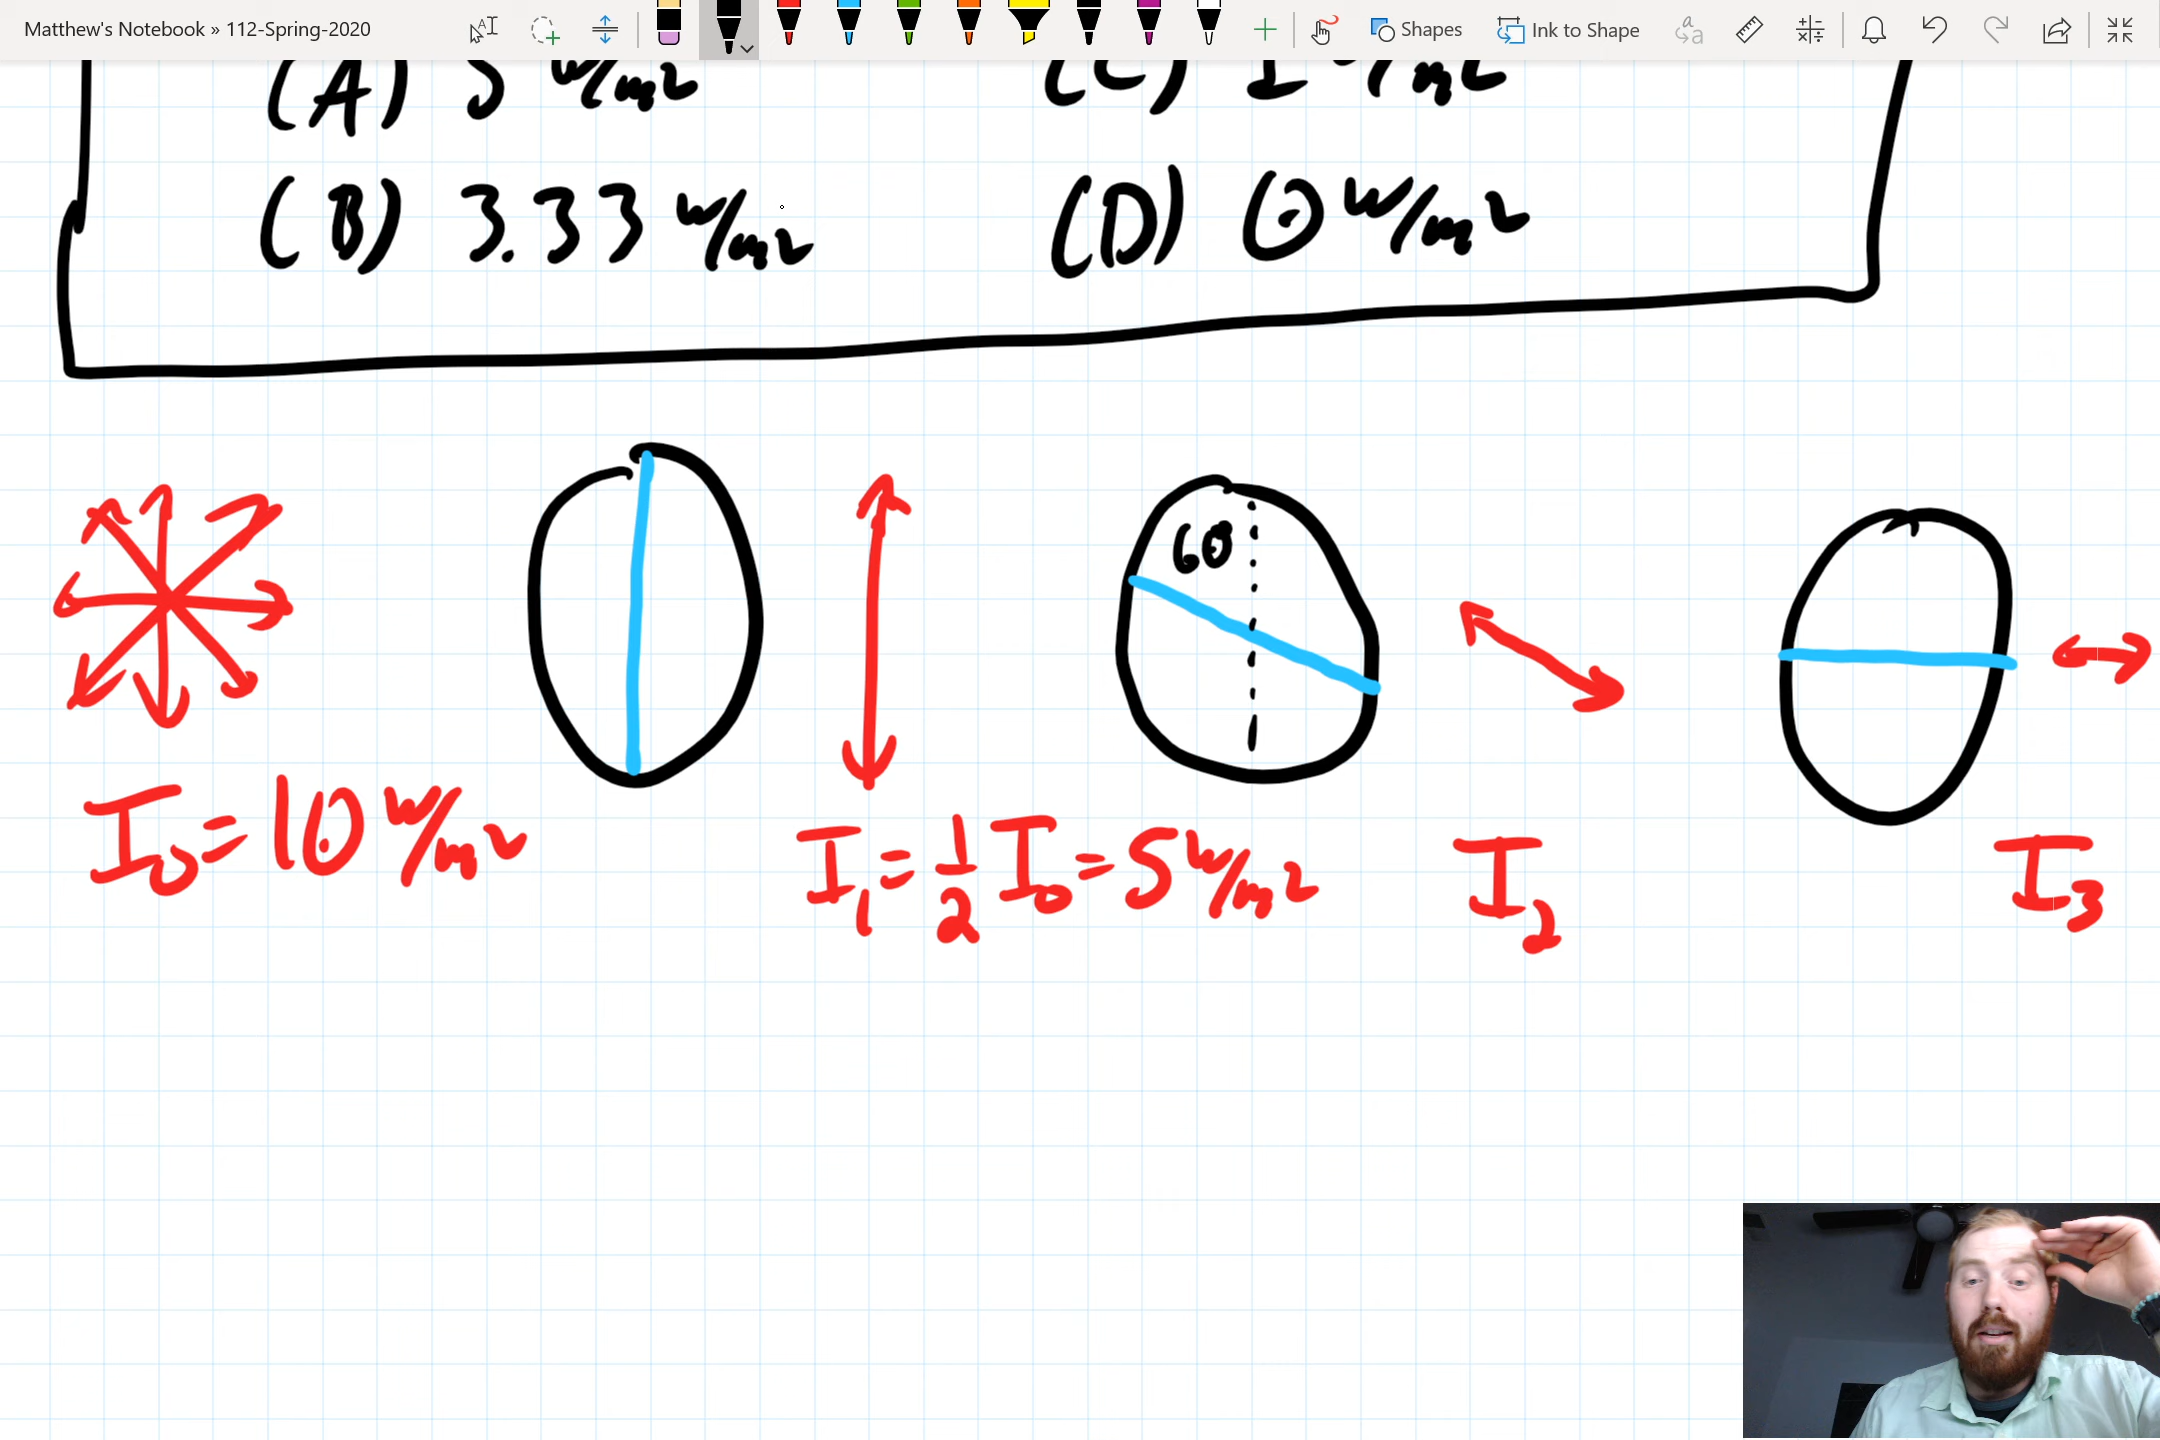 Matthew's Notebook » 112-Spring-2020
Shapes
Ink to Shape
(A) 5 W/m2
(C) 1 W/m2
(B) 3.33 W/m2
(D) 0 W/m2
60°
I0 = 10 W/m2
I1 = 1/2 I0 = 5 W/m2
I2
I3